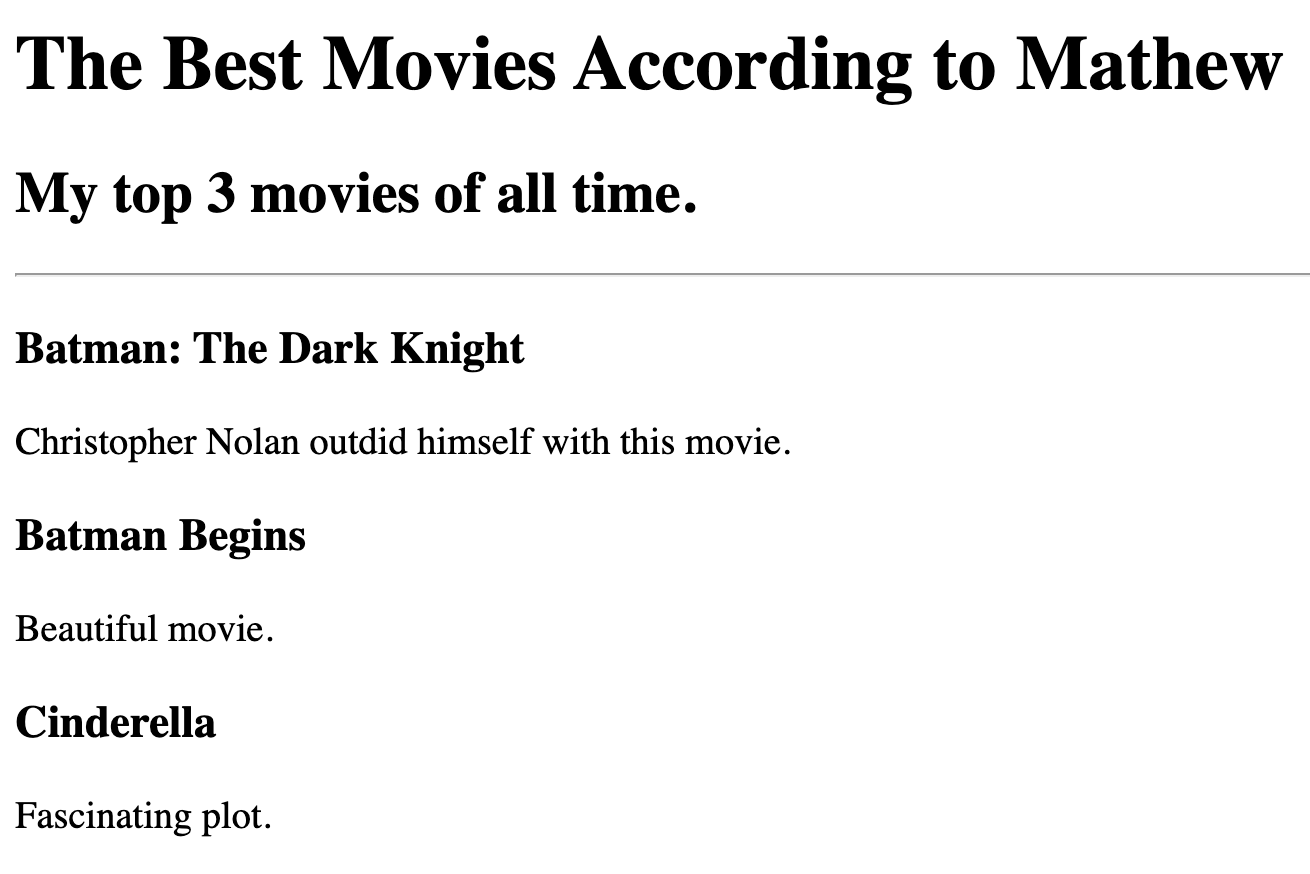 The Best Movies According to Mathew
My top 3 movies of all time.
Batman: The Dark Knight
Christopher Nolan outdid himself with this movie.
Batman Begins
Beautiful movie.
Cinderella
Fascinating plot.